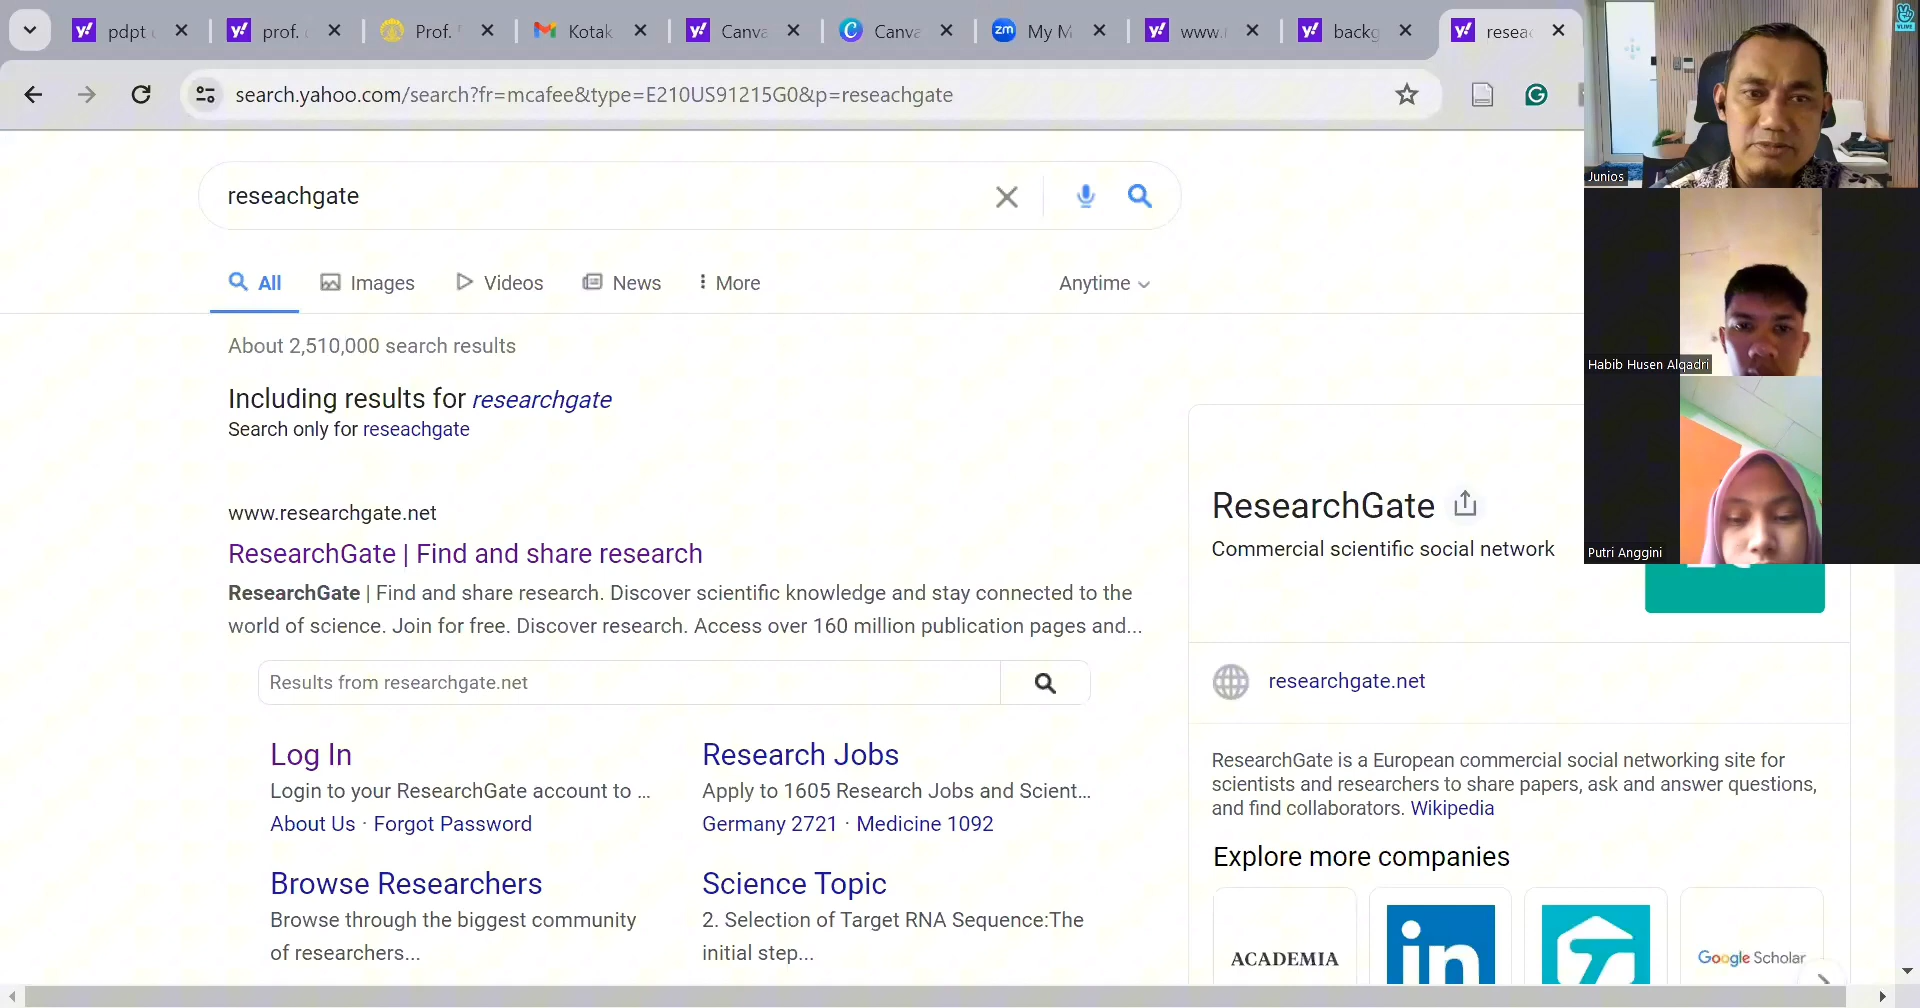 pdpt
prof.
Prof.
Kotak
Canva
Canva
zm
My M
www.
backg
resea
search.yahoo.com/search?fr=mcafee&type=E210US91215G0&p=reseachgate
VLIVE
Junios
reseachgate
All
Images
Videos
News
More
Anytime
About 2,510,000 search results
Habib Husen Alqadri
Including results for researchgate
Search only for reseachgate
www.researchgate.net
ResearchGate
Commercial scientific social network
Putri Anggini
ResearchGate | Find and share research
ResearchGate | Find and share research. Discover scientific knowledge and stay connected to the
world of science. Join for free. Discover research. Access over 160 million publication pages and...
Results from researchgate.net
researchgate.net
Log In
Login to your ResearchGate account to ...
About Us · Forgot Password
Research Jobs
Apply to 1605 Research Jobs and Scient...
Germany 2721 · Medicine 1092
ResearchGate is a European commercial social networking site for
scientists and researchers to share papers, ask and answer questions,
and find collaborators. Wikipedia
Explore more companies
Browse Researchers
Browse through the biggest community
of researchers...
Science Topic
2. Selection of Target RNA Sequence:The
initial step...
ACADEMIA
in
Google Scholar